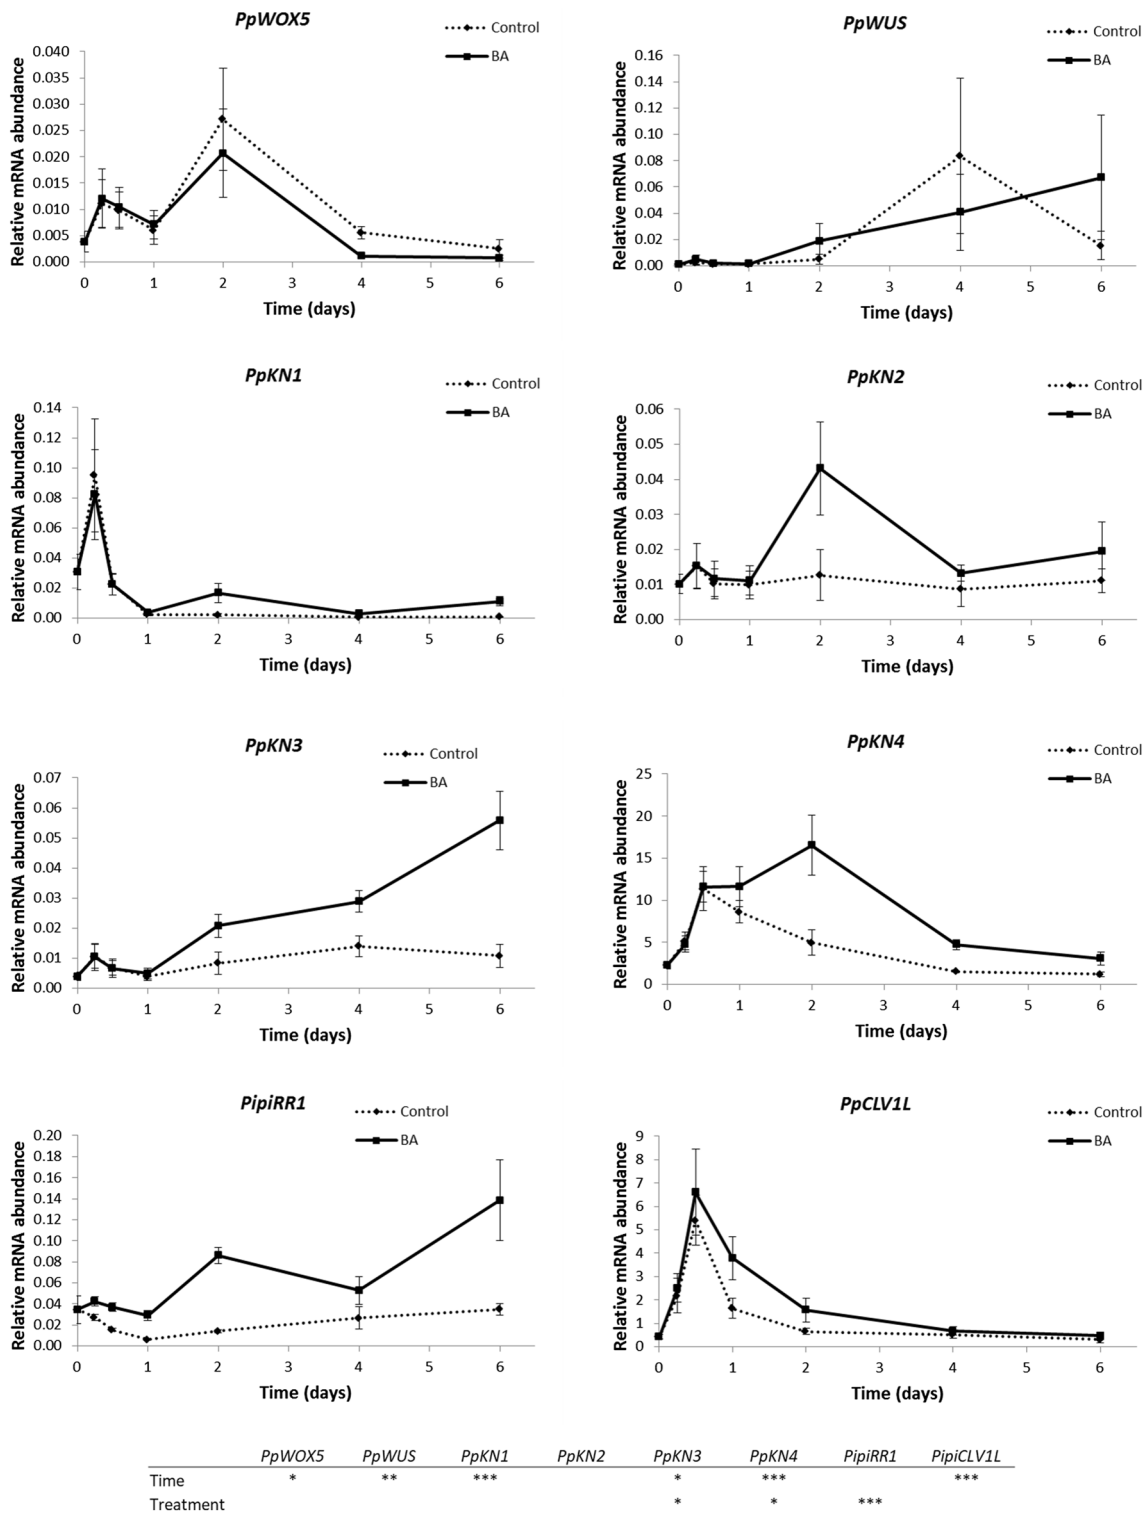 PpWOX5
Control
BA
Relative mRNA abundance
0.040
0.035
0.030
0.025
0.020
0.015
0.010
0.005
0.000
0 1 2 3 4 5 6
Time (days)
PpWUS
Control
BA
Relative mRNA abundance
0.16
0.14
0.12
0.10
0.08
0.06
0.04
0.02
0.00
0 1 2 3 4 5 6
Time (days)
PpKN1
Control
BA
Relative mRNA abundance
0.14
0.12
0.10
0.08
0.06
0.04
0.02
0.00
0 1 2 3 4 5 6
Time (days)
PpKN2
Control
BA
Relative mRNA abundance
0.06
0.05
0.04
0.03
0.02
0.01
0.00
0 1 2 3 4 5 6
Time (days)
PpKN3
Control
BA
Relative mRNA abundance
0.07
0.06
0.05
0.04
0.03
0.02
0.01
0.00
0 1 2 3 4 5 6
Time (days)
PpKN4
Control
BA
Relative mRNA abundance
25
20
15
10
5
0
0 1 2 3 4 5 6
Time (days)
PipiRR1
Control
BA
Relative mRNA abundance
0.20
0.18
0.16
0.14
0.12
0.10
0.08
0.06
0.04
0.02
0.00
0 1 2 3 4 5 6
Time (days)
PpCLV1L
Control
BA
Relative mRNA abundance
9
8
7
6
5
4
3
2
1
0
0 1 2 3 4 5 6
Time (days)
PpWOX5 PpWUS PpKN1 PpKN2 PpKN3 PpKN4 PipiRR1 PipiCLV1L
Time * ** *** * *** ***
Treatment * * ***